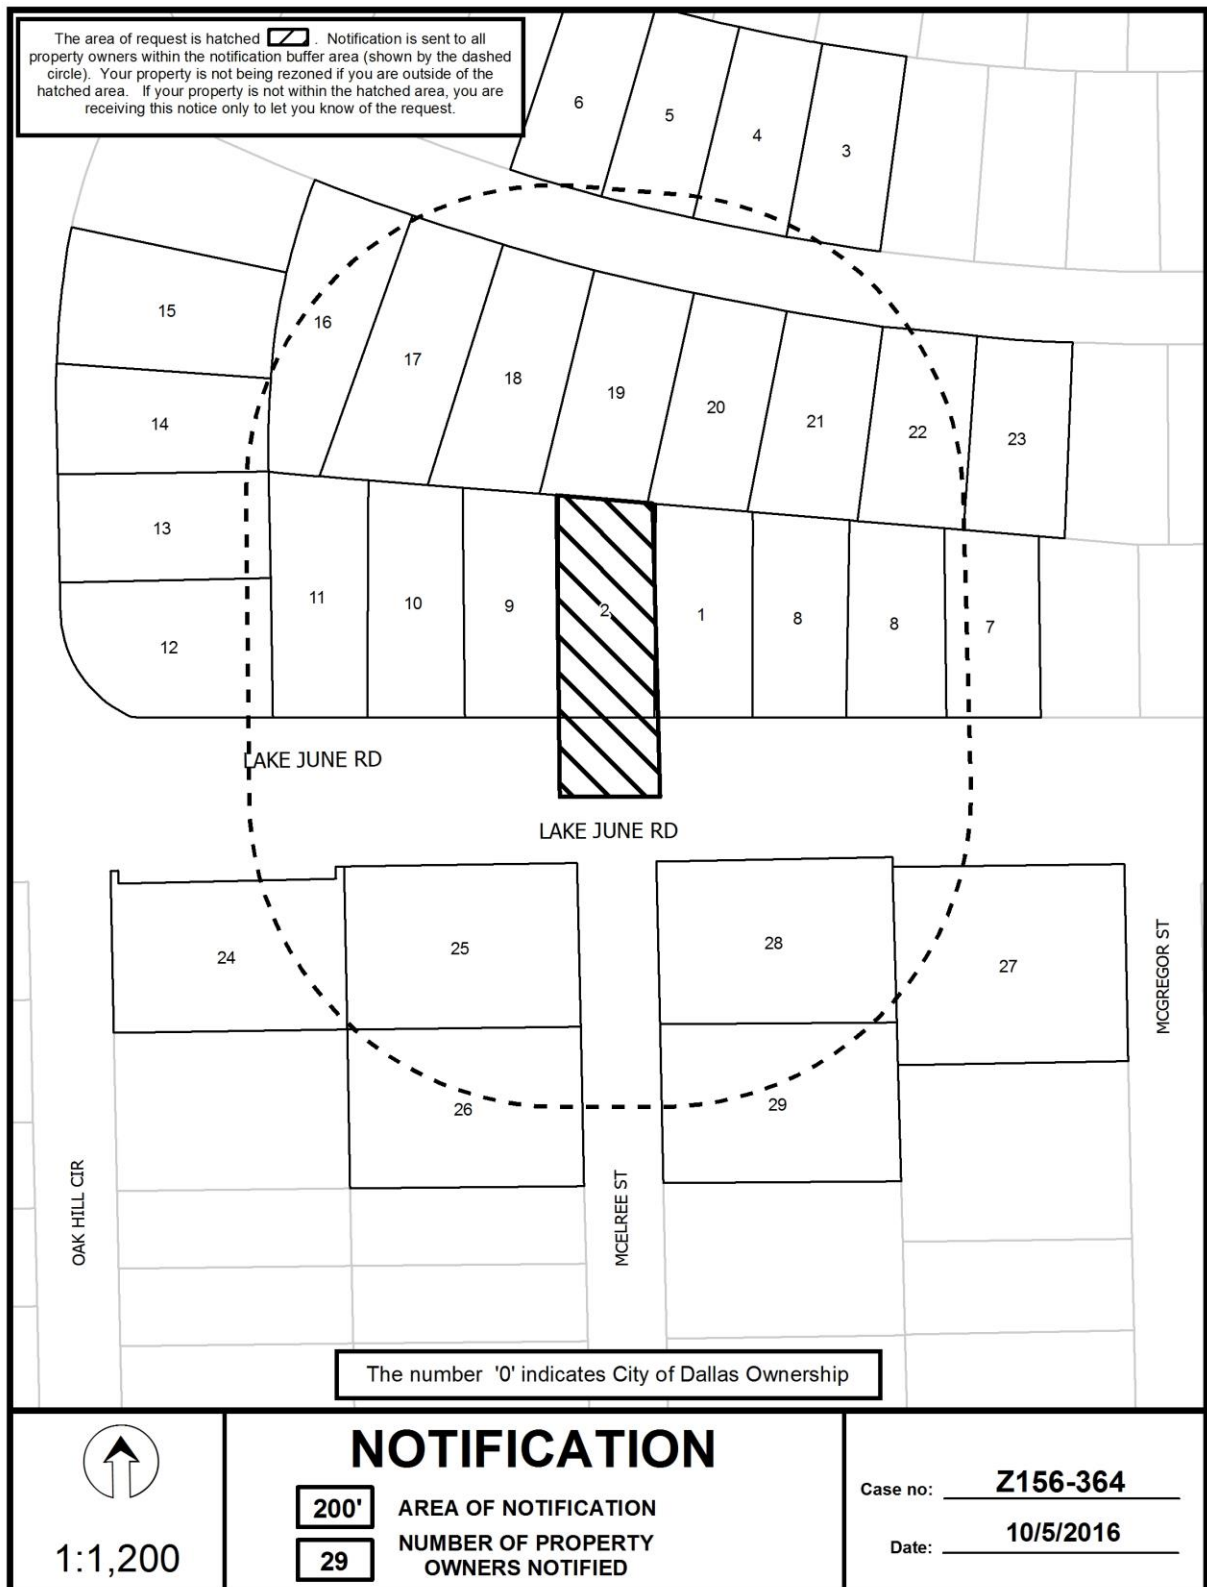 The area of request is hatched . Notification is sent to all
property owners within the notification buffer area (shown by the dashed
circle). Your property is not being rezoned if you are outside of the
hatched area. If your property is not within the hatched area, you are
receiving this notice only to let you know of the request.
6
5
4
3
15
16
17
18
19
20
21
22
23
14
13
12
11
10
9
2
1
8
8
7
LAKE JUNE RD
LAKE JUNE RD
24
25
28
27
MCGREGOR ST
26
29
OAK HILL CIR
MCELREE ST
The number '0' indicates City of Dallas Ownership
1:1,200
NOTIFICATION
200' AREA OF NOTIFICATION
29 NUMBER OF PROPERTY
OWNERS NOTIFIED
Case no: Z156-364
Date: 10/5/2016